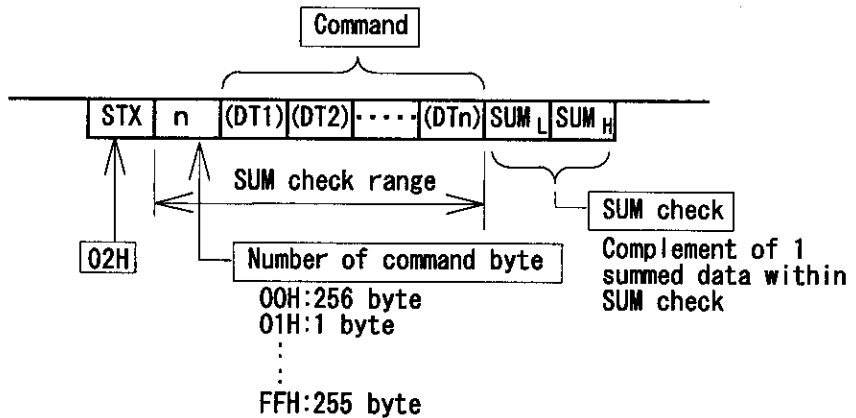 Command
STX n (DT1) (DT2) ····· (DTn) SUM L SUM H
SUM check range
SUM check
02H
Number of command byte
Complement of 1
summed data within
SUM check
00H:256 byte
01H:1 byte
FFH:255 byte